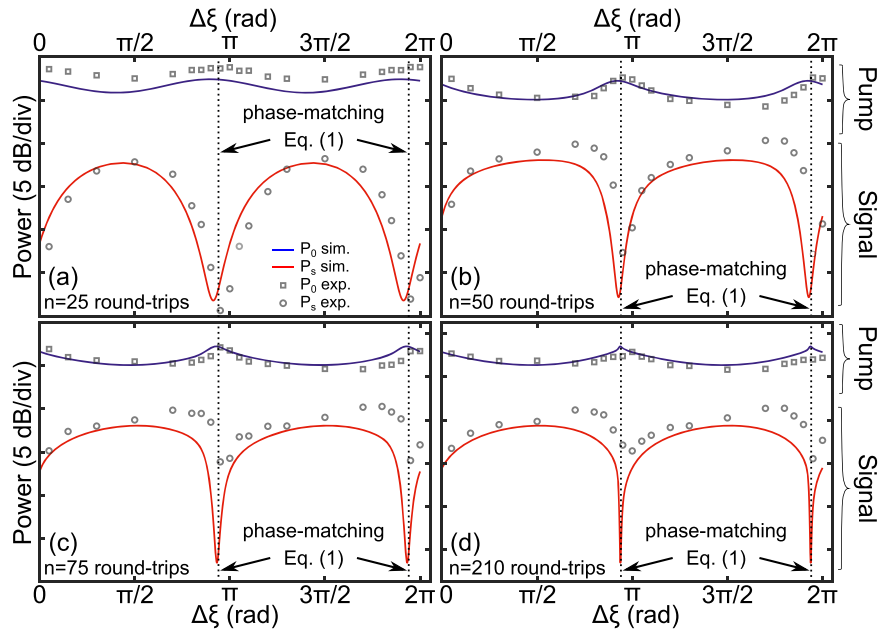 Δξ (rad)
Δξ (rad)
0 π/2 π 3π/2 2π
0 π/2 π 3π/2 2π
Power (5 dB/div)
phase-matching
Eq. (1)
P₀ sim.
Pₛ sim.
P₀ exp.
Pₛ exp.
(a)
n=25 round-trips
phase-matching
Eq. (1)
(b)
n=50 round-trips
Pump
Signal
Power (5 dB/div)
phase-matching
Eq. (1)
(c)
n=75 round-trips
phase-matching
Eq. (1)
(d)
n=210 round-trips
Pump
Signal
0 π/2 π 3π/2 2π
0 π/2 π 3π/2 2π
Δξ (rad)
Δξ (rad)